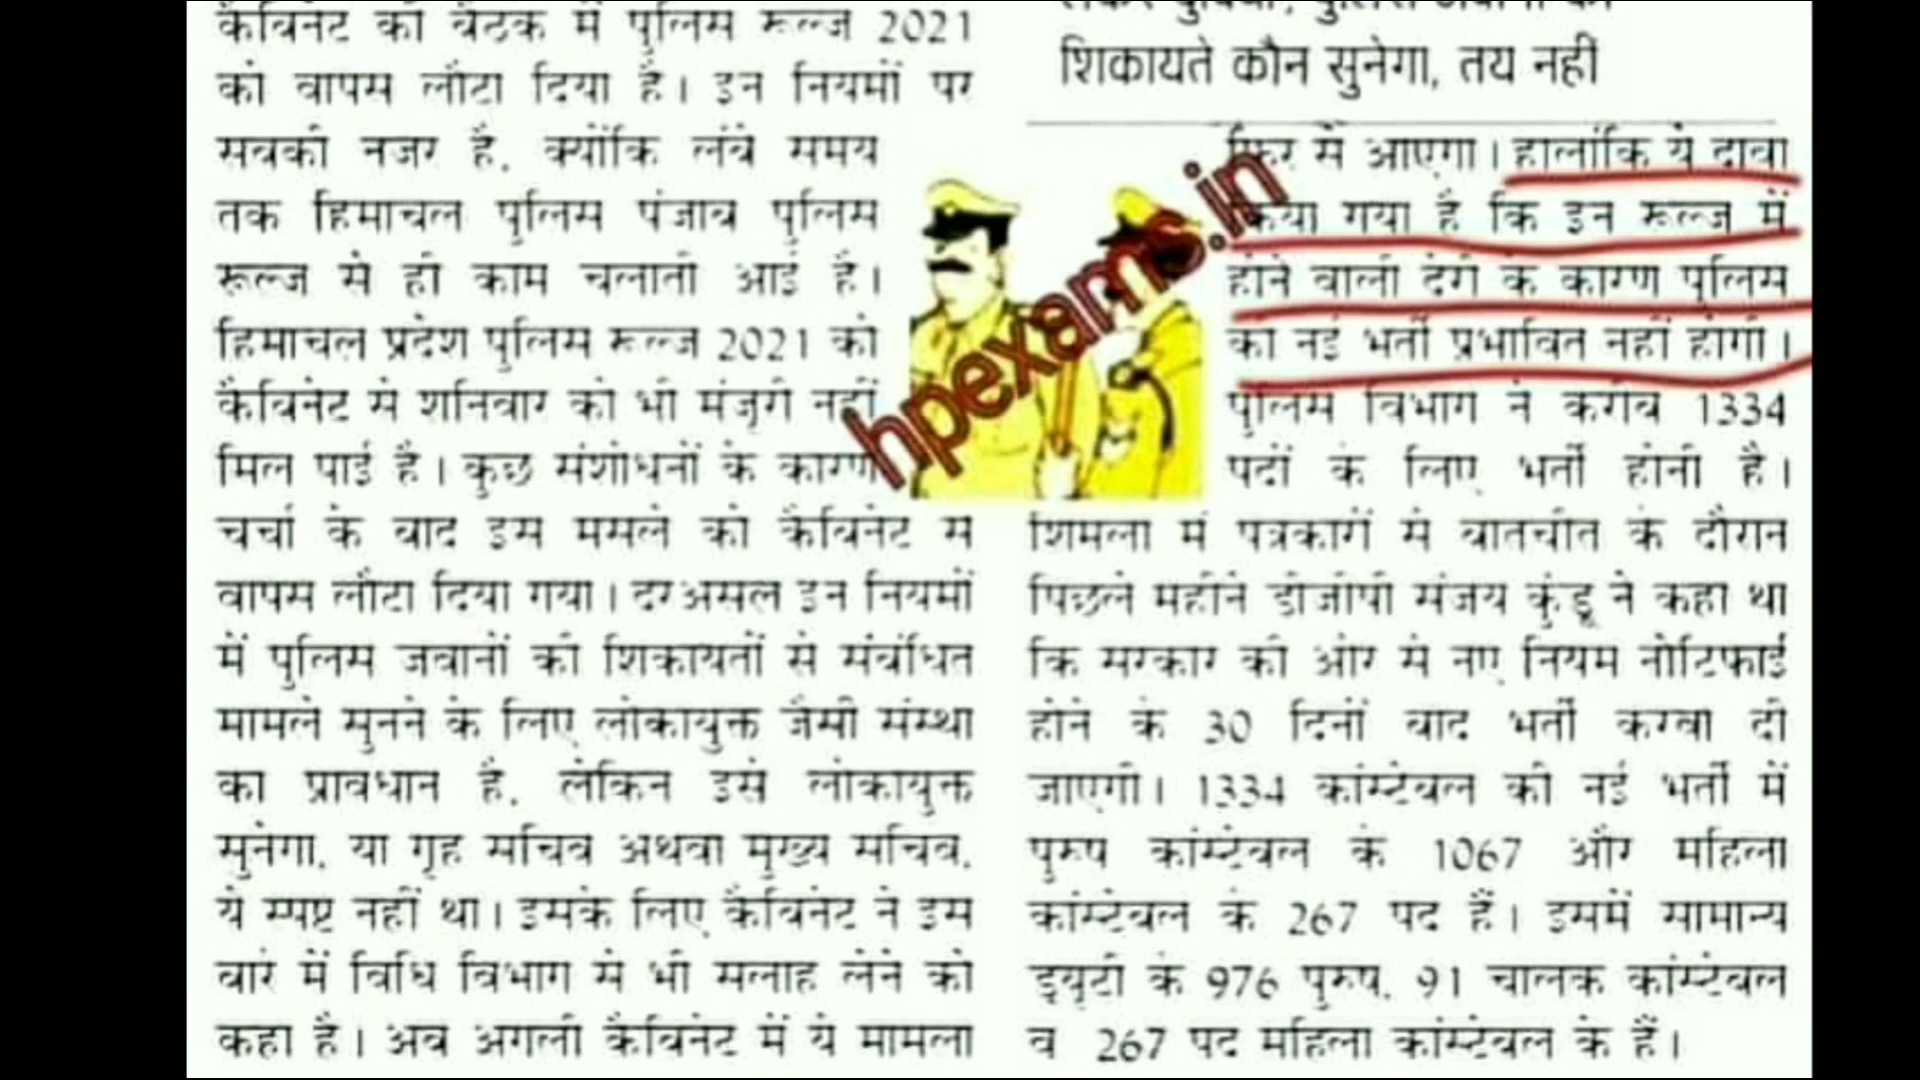 कैबिनेट की बैठक में पुलिस रूल्ज 2021
को वापस लौटा दिया है। इन नियमों पर
सबकी नजर है, क्योंकि लंबे समय
तक हिमाचल पुलिस पंजाब पुलिस
रूल्ज से ही काम चलाती आई है।
हिमाचल प्रदेश पुलिस रूल्ज 2021 को
कैबिनेट से शनिवार को भी मंजूरी नहीं
मिल पाई है। कुछ संशोधनों के कारण
चर्चा के बाद इस मसले को कैबिनेट से
वापस लौटा दिया गया। दरअसल इन नियमों
में पुलिस जवानों की शिकायतों से संबंधित
मामले सुनने के लिए लोकायुक्त जैसी संस्था
का प्रावधान है, लेकिन इसे लोकायुक्त
सुनेगा, या गृह सचिव अथवा मुख्य सचिव,
ये स्पष्ट नहीं था। इसके लिए कैबिनेट ने इस
बारे में विधि विभाग से भी सलाह लेने को
कहा है। अब अगली कैबिनेट में ये मामला
शिकायतें कौन सुनेगा, तय नहीं
फिर से आएगा। हालांकि ये दावा
किया गया है कि इन रूल्ज में
होने वाली देरी के कारण पुलिस
की नई भर्ती प्रभावित नहीं होगी।
पुलिस विभाग ने करीब 1334
पदों के लिए भर्ती होनी है।
शिमला में पत्रकारों से बातचीत के दौरान
पिछले महीने डीजीपी संजय कुंडू ने कहा था
कि सरकार की ओर से नए नियम नोटिफाई
होने के 30 दिनों बाद भर्ती करवा दी
जाएगी। 1334 कांस्टेबल की नई भर्ती में
पुरुष कांस्टेबल के 1067 और महिला
कांस्टेबल के 267 पद हैं। इसमें सामान्य
ड्यूटी के 976 पुरुष, 91 चालक कांस्टेबल
व 267 पद महिला कांस्टेबल के हैं।
hpexams.in